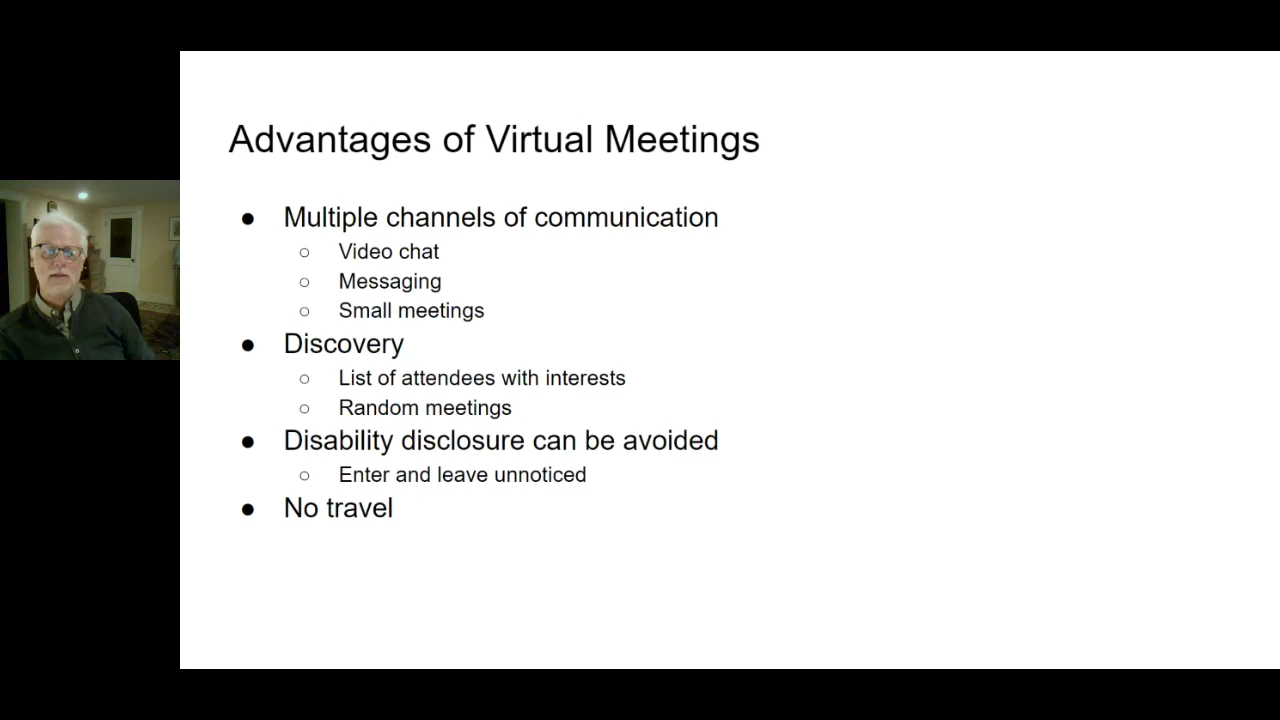 Advantages of Virtual Meetings
● Multiple channels of communication
○ Video chat
○ Messaging
○ Small meetings
● Discovery
○ List of attendees with interests
○ Random meetings
● Disability disclosure can be avoided
○ Enter and leave unnoticed
● No travel